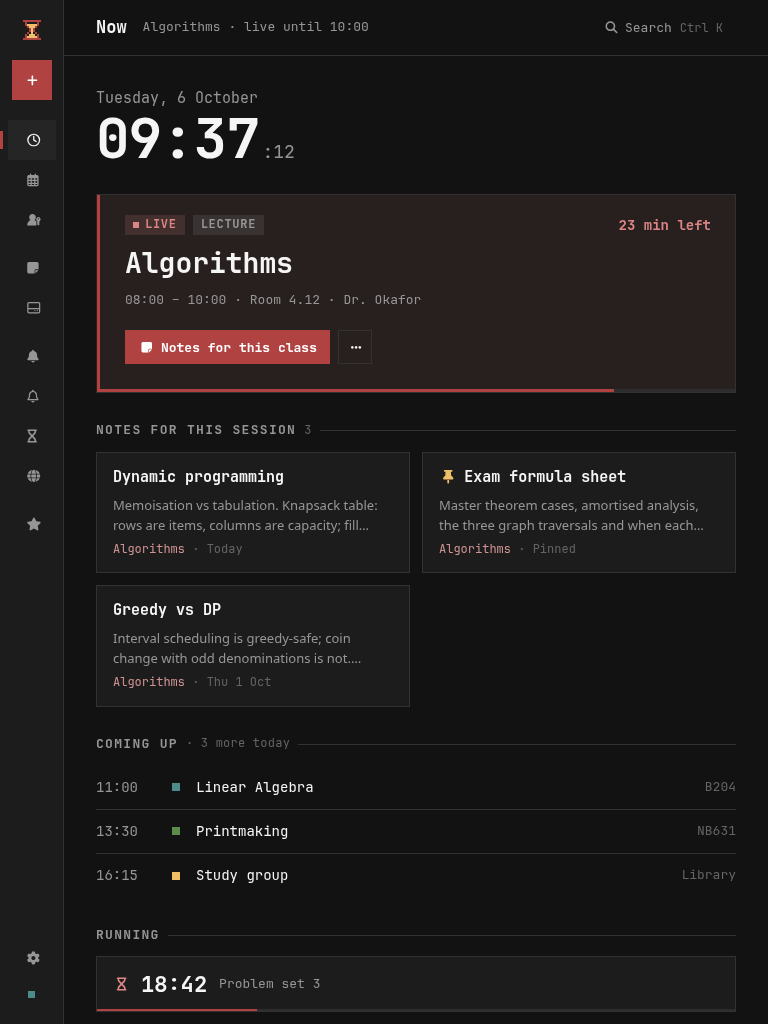 Now Algorithms · live until 10:00 Search Ctrl K
+
Tuesday, 6 October
09:37 :12
LIVE LECTURE 23 min left
Algorithms
08:00 – 10:00 · Room 4.12 · Dr. Okafor
Notes for this class ···
NOTES FOR THIS SESSION 3
Dynamic programming
Memoisation vs tabulation. Knapsack table:
rows are items, columns are capacity; fill…
Algorithms · Today
Exam formula sheet
Master theorem cases, amortised analysis,
the three graph traversals and when each…
Algorithms · Pinned
Greedy vs DP
Interval scheduling is greedy-safe; coin
change with odd denominations is not.…
Algorithms · Thu 1 Oct
COMING UP · 3 more today
11:00 Linear Algebra B204
13:30 Printmaking NB631
16:15 Study group Library
RUNNING
18:42 Problem set 3